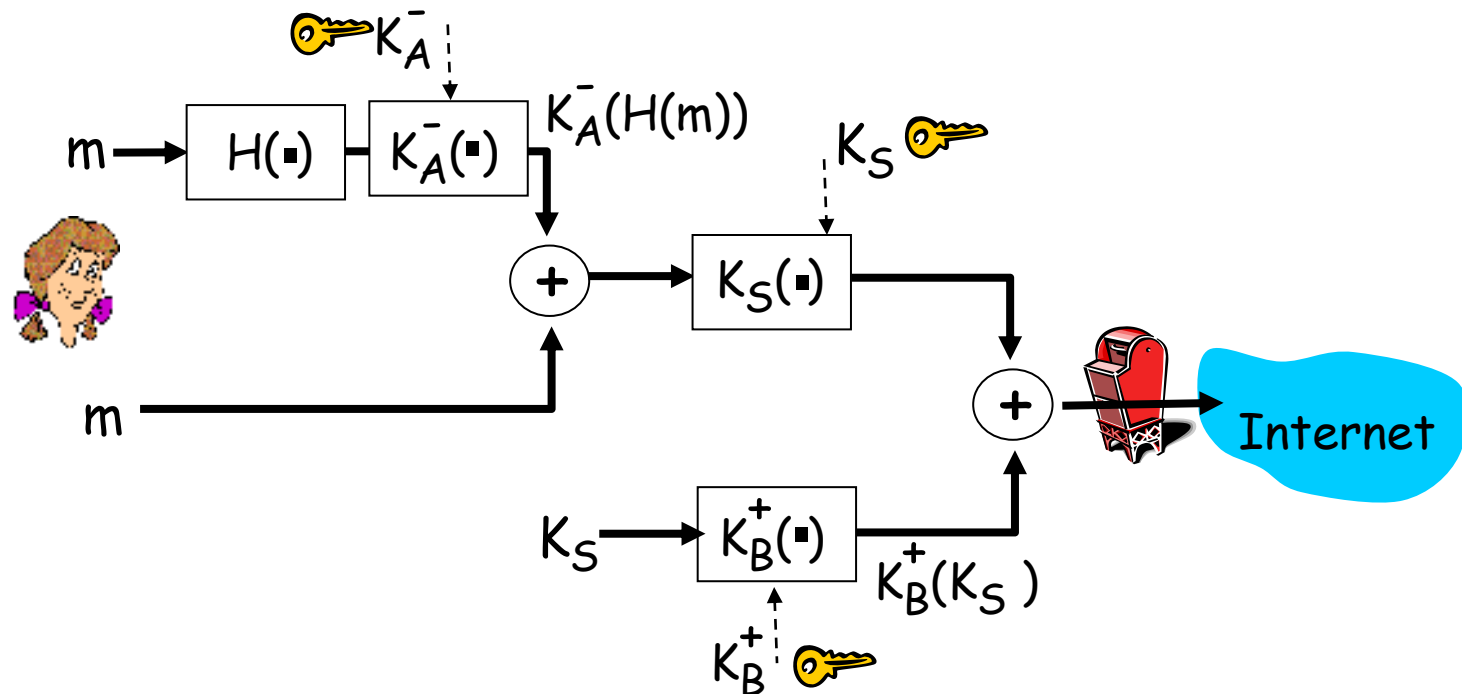 K_A^-
m
H(▪)
K_A^-(▪)
K_A^-(H(m))
K_S
+
K_S(▪)
m
+
Internet
K_S
K_B^+(▪)
K_B^+(K_S )
K_B^+